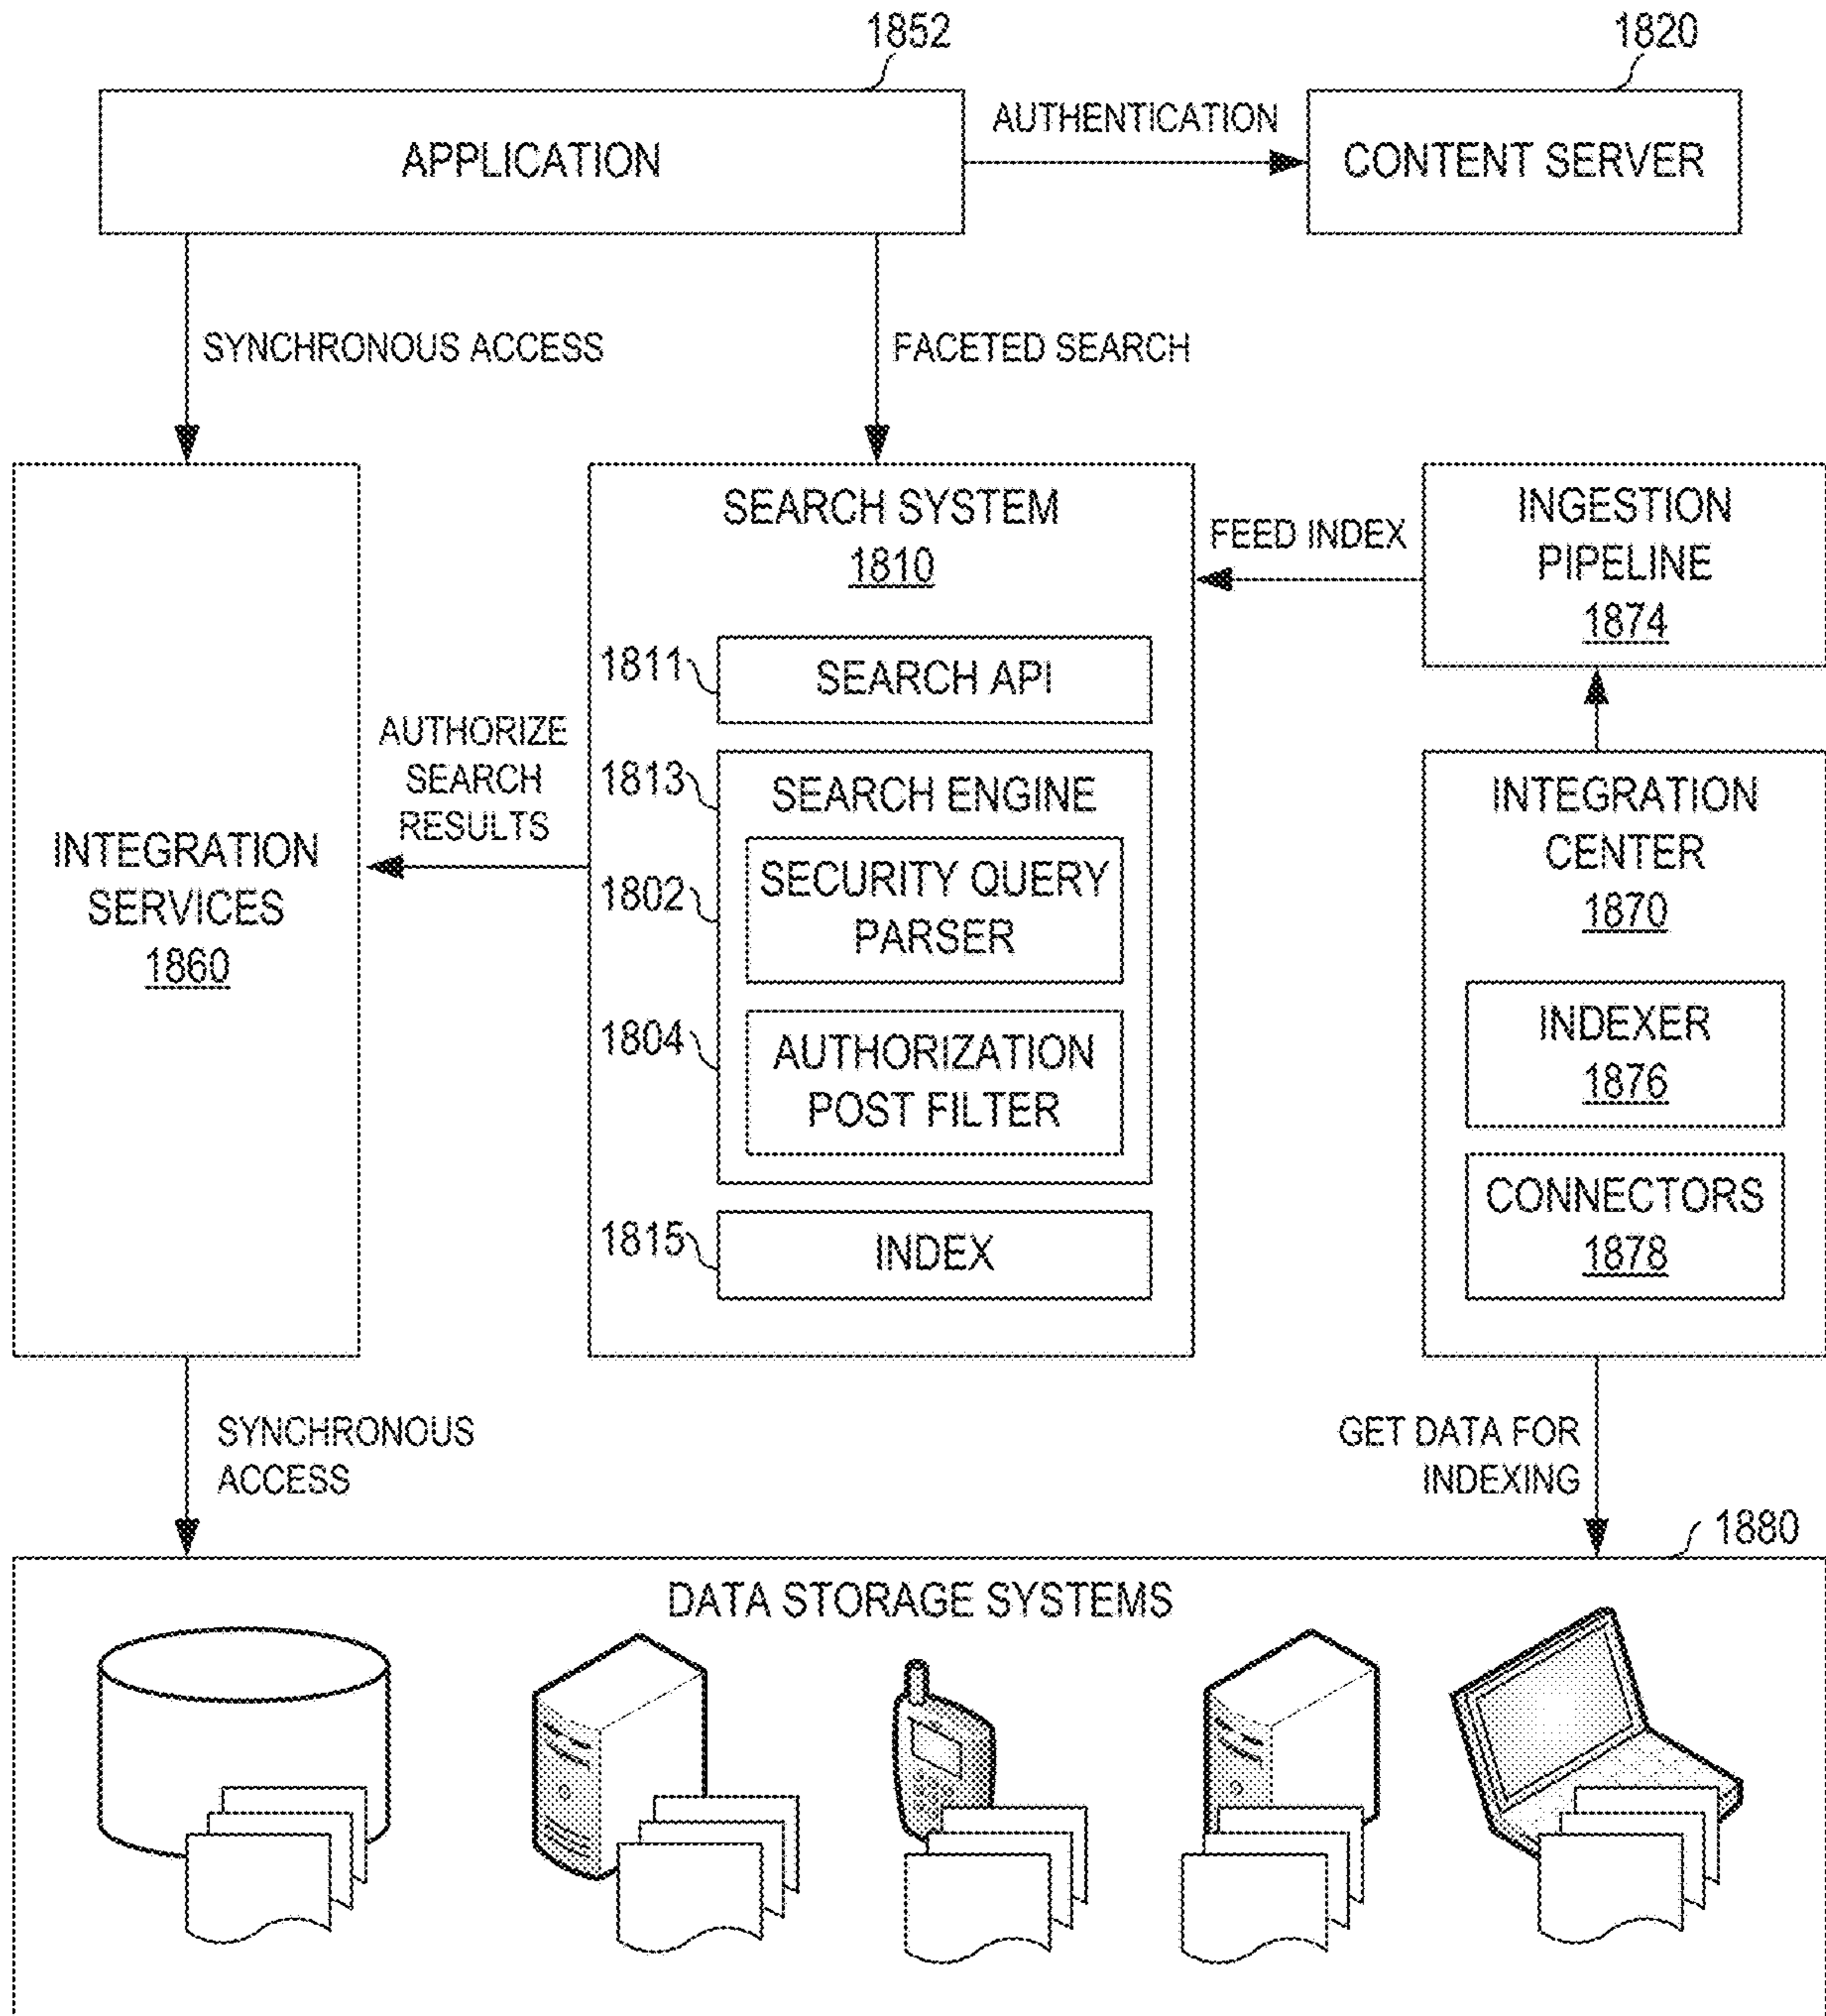 1852
1820
APPLICATION
AUTHENTICATION
CONTENT SERVER
SYNCHRONOUS ACCESS
FACETED SEARCH
INTEGRATION
SERVICES
1860
AUTHORIZE
SEARCH
RESULTS
SEARCH SYSTEM
1810
1811
SEARCH API
1813
SEARCH ENGINE
1802
SECURITY QUERY
PARSER
1804
AUTHORIZATION
POST FILTER
1815
INDEX
FEED INDEX
INGESTION
PIPELINE
1874
INTEGRATION
CENTER
1870
INDEXER
1876
CONNECTORS
1878
SYNCHRONOUS
ACCESS
GET DATA FOR
INDEXING
1880
DATA STORAGE SYSTEMS